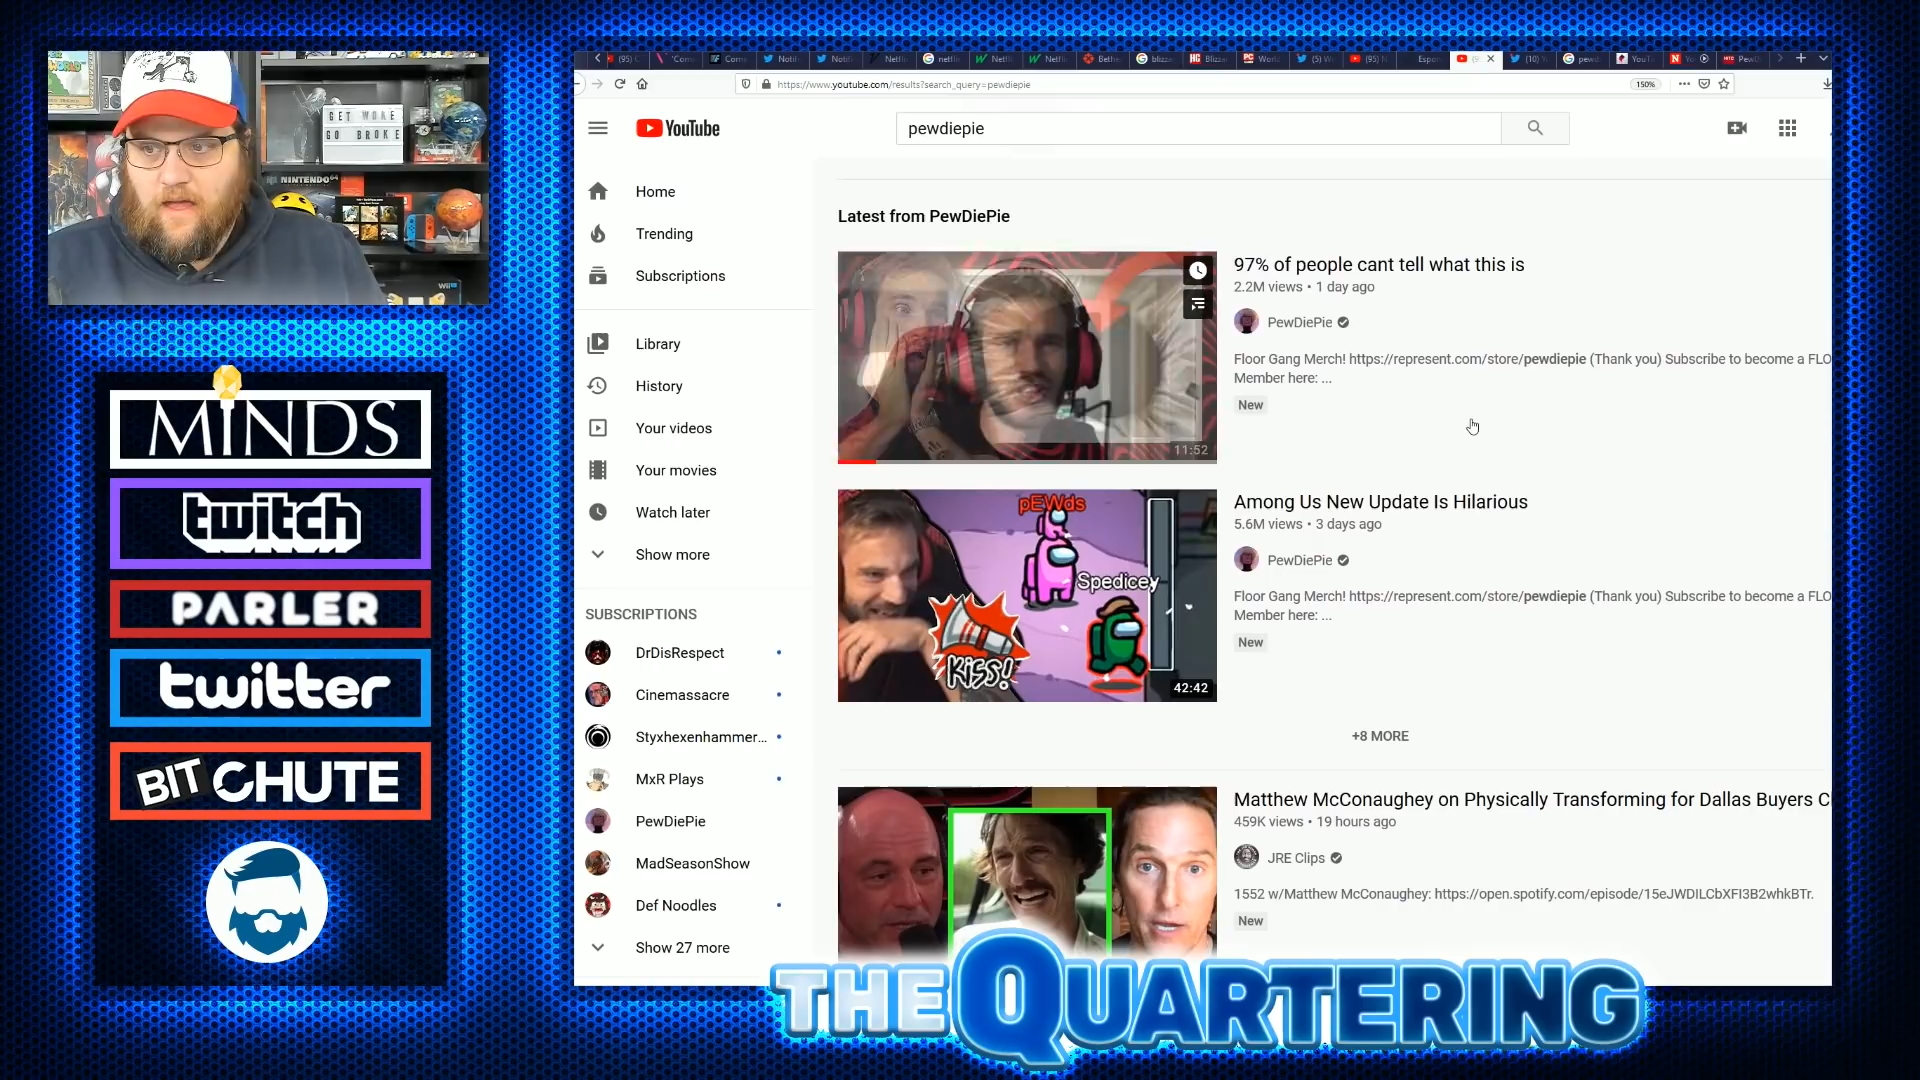 GET WOKE
GO BROKE
NINTENDO 64
WiiU
MINDS
twitch
PARLER
twitter
BITCHUTE
https://www.youtube.com/results?search_query=pewdiepie
150%
YouTube
pewdiepie
Home
Trending
Subscriptions
Library
History
Your videos
Your movies
Watch later
Show more
SUBSCRIPTIONS
DrDisRespect
Cinemassacre
Styxhexenhammer...
MxR Plays
PewDiePie
MadSeasonShow
Def Noodles
Show 27 more
Latest from PewDiePie
11:52
97% of people cant tell what this is
2.2M views • 1 day ago
PewDiePie
Floor Gang Merch! https://represent.com/store/pewdiepie (Thank you) Subscribe to become a FLO
Member here: ...
New
pEWds
Spedicey
KiSS!
42:42
Among Us New Update Is Hilarious
5.6M views • 3 days ago
PewDiePie
Floor Gang Merch! https://represent.com/store/pewdiepie (Thank you) Subscribe to become a FLO
Member here: ...
New
+8 MORE
Matthew McConaughey on Physically Transforming for Dallas Buyers C
459K views • 19 hours ago
JRE Clips
1552 w/Matthew McConaughey: https://open.spotify.com/episode/15eJWDILCbXFI3B2whkBTr.
New
THE QUARTERING